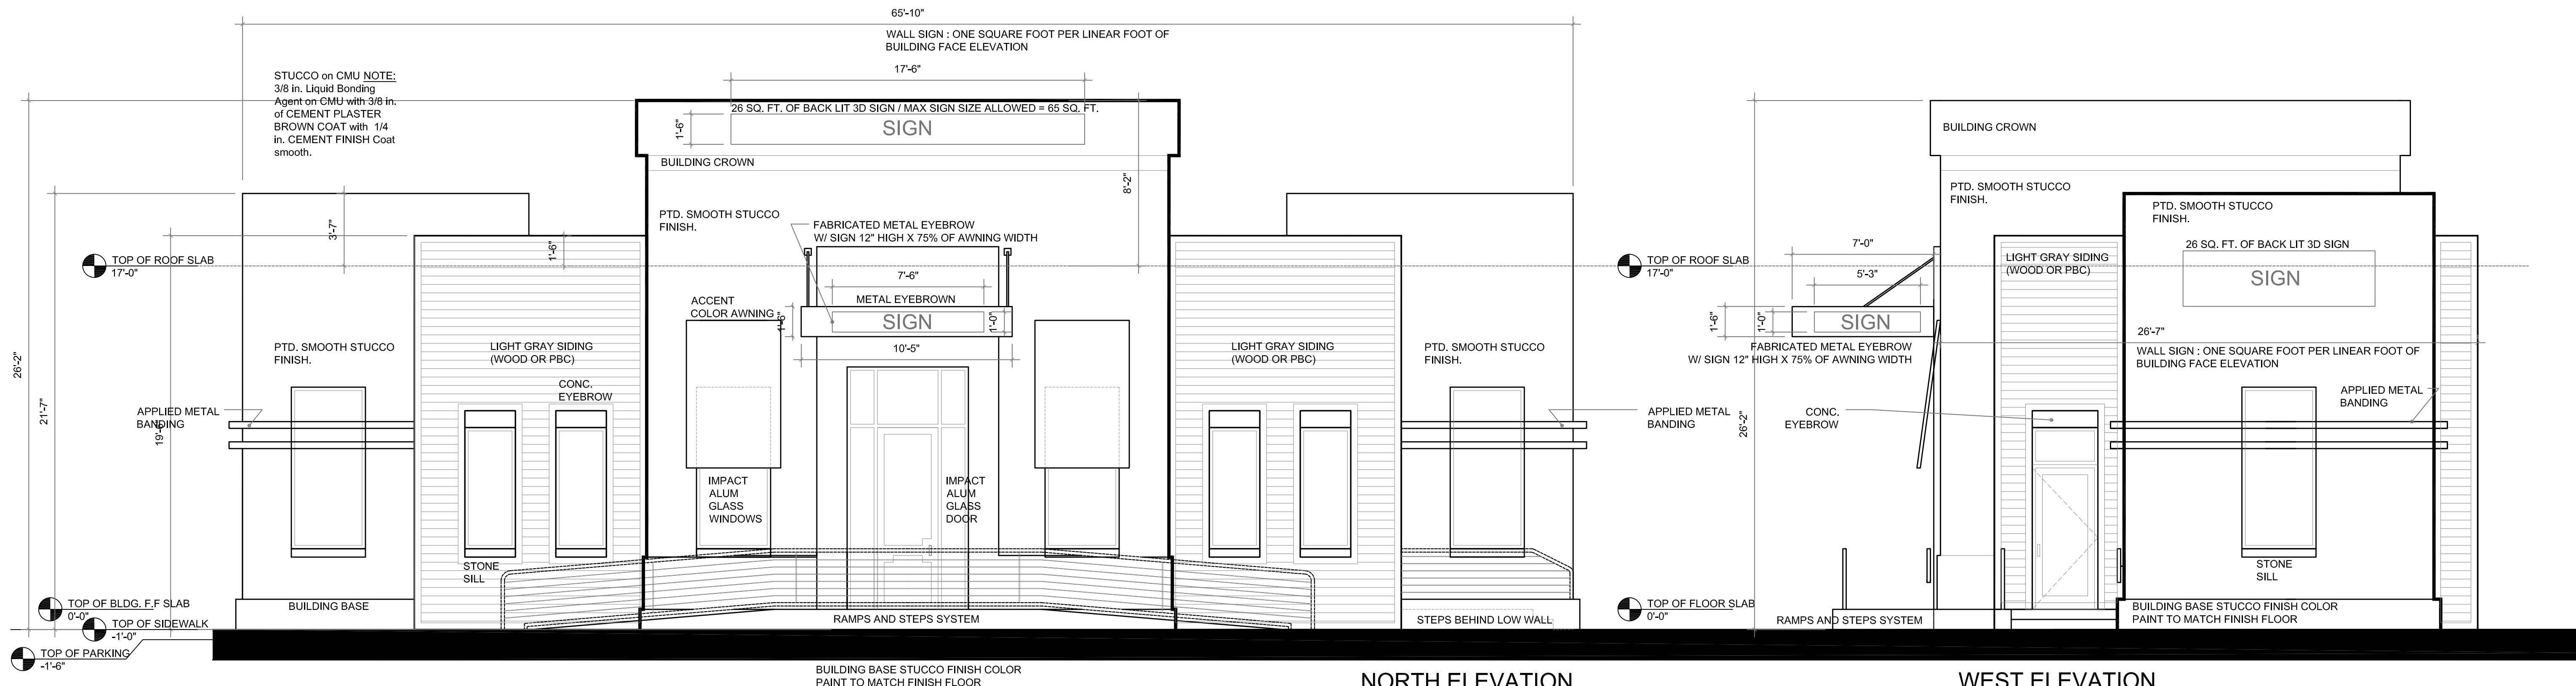 65'-10"
WALL SIGN : ONE SQUARE FOOT PER LINEAR FOOT OF
BUILDING FACE ELEVATION
STUCCO on CMU NOTE:
3/8 in. Liquid Bonding
Agent on CMU with 3/8 in.
of CEMENT PLASTER
BROWN COAT with 1/4
in. CEMENT FINISH Coat
smooth.
17'-6"
26 SQ. FT. OF BACK LIT 3D SIGN / MAX SIGN SIZE ALLOWED = 65 SQ. FT.
1'-6"
SIGN
BUILDING CROWN
8'-2"
PTD. SMOOTH STUCCO
FINISH.
FABRICATED METAL EYEBROW
W/ SIGN 12" HIGH X 75% OF AWNING WIDTH
3'-7"
1'-6"
TOP OF ROOF SLAB
17'-0"
7'-6"
METAL EYEBROWN
ACCENT
COLOR AWNING
1'-6"
SIGN
1'-0"
10'-5"
26'-2"
21'-7"
19'-6"
PTD. SMOOTH STUCCO
FINISH.
LIGHT GRAY SIDING
(WOOD OR PBC)
LIGHT GRAY SIDING
(WOOD OR PBC)
PTD. SMOOTH STUCCO
FINISH.
CONC.
EYEBROW
APPLIED METAL
BANDING
APPLIED METAL
BANDING
IMPACT
ALUM
GLASS
WINDOWS
IMPACT
ALUM
GLASS
DOOR
STONE
SILL
BUILDING BASE
TOP OF BLDG. F.F SLAB
0'-0"
TOP OF SIDEWALK
-1'-0"
TOP OF PARKING
-1'-6"
RAMPS AND STEPS SYSTEM
STEPS BEHIND LOW WALL
BUILDING BASE STUCCO FINISH COLOR
PAINT TO MATCH FINISH FLOOR
NORTH ELEVATION
BUILDING CROWN
PTD. SMOOTH STUCCO
FINISH.
PTD. SMOOTH STUCCO
FINISH.
7'-0"
5'-3"
TOP OF ROOF SLAB
17'-0"
LIGHT GRAY SIDING
(WOOD OR PBC)
26 SQ. FT. OF BACK LIT 3D SIGN
SIGN
1'-6"
1'-0"
SIGN
26'-7"
FABRICATED METAL EYEBROW
W/ SIGN 12" HIGH X 75% OF AWNING WIDTH
WALL SIGN : ONE SQUARE FOOT PER LINEAR FOOT OF
BUILDING FACE ELEVATION
26'-2"
CONC.
EYEBROW
APPLIED METAL
BANDING
STONE
SILL
TOP OF FLOOR SLAB
0'-0"
RAMPS AND STEPS SYSTEM
BUILDING BASE STUCCO FINISH COLOR
PAINT TO MATCH FINISH FLOOR
WEST ELEVATION